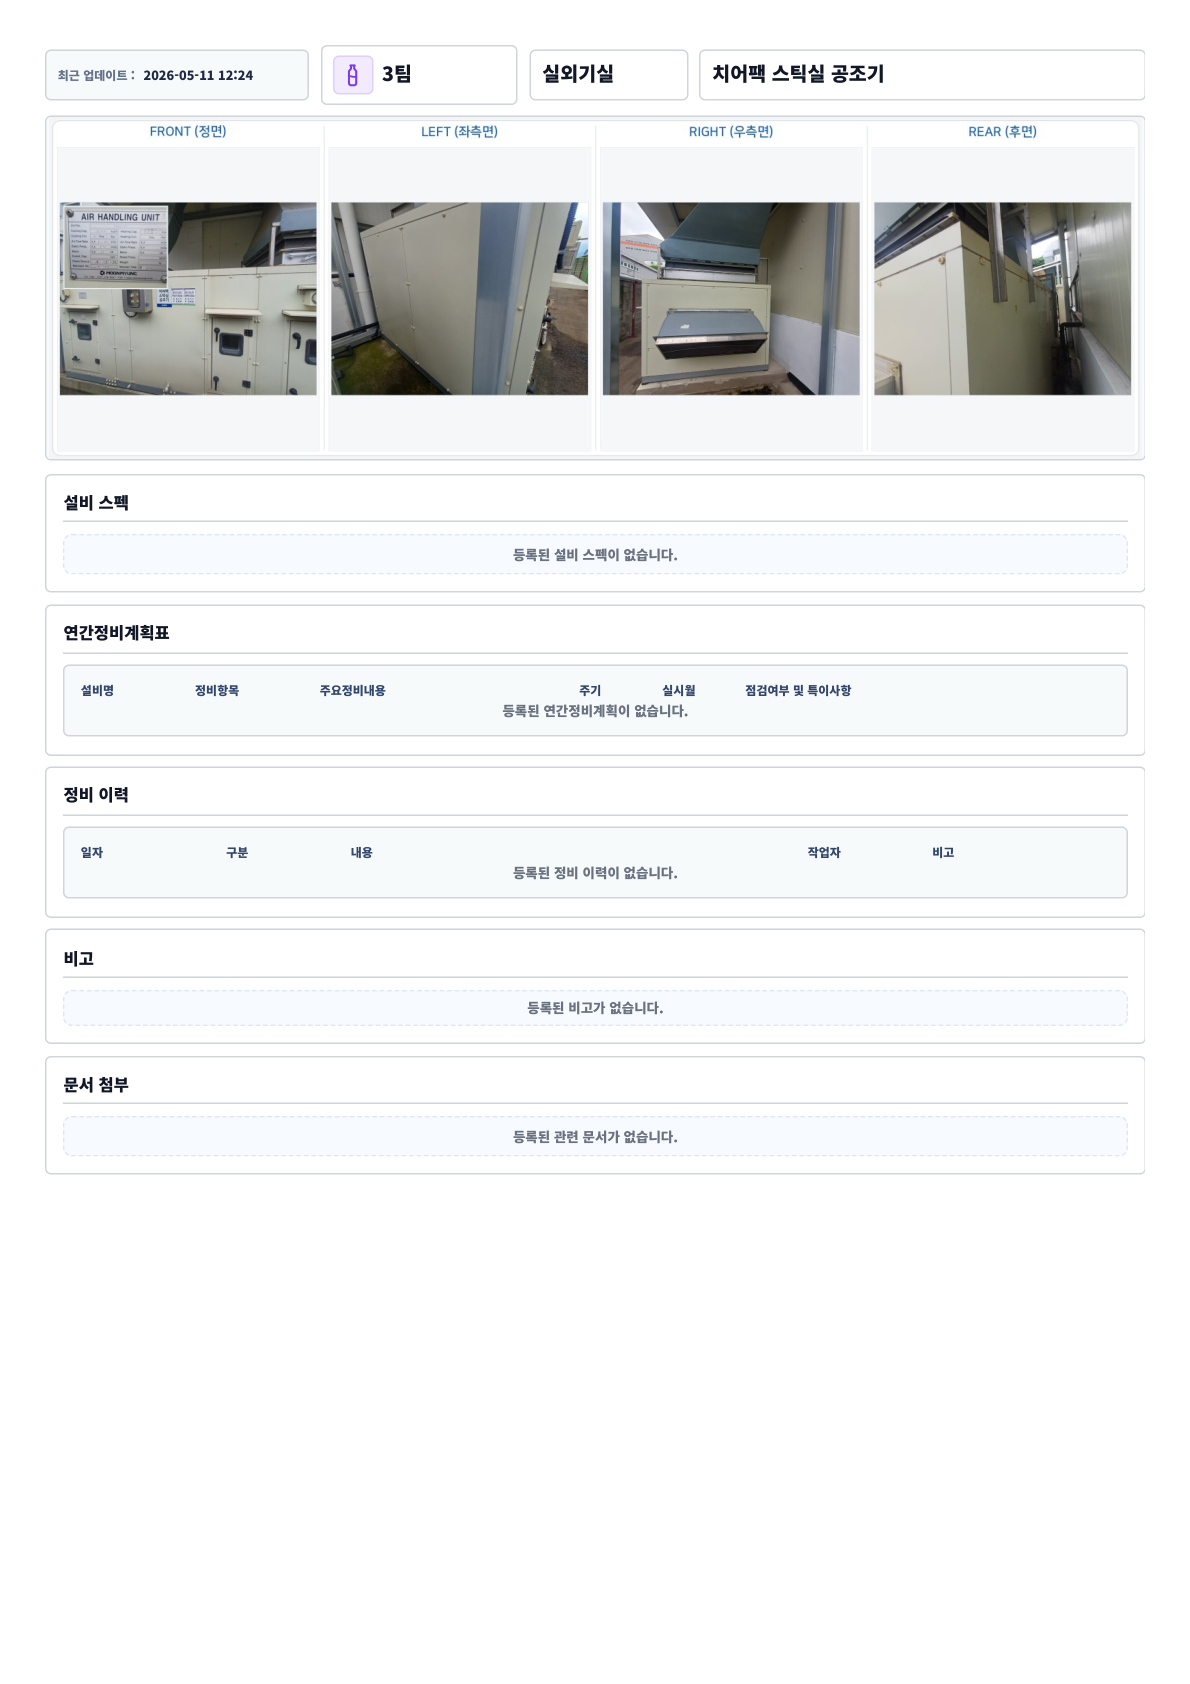 최근 업데이트 : 2026-05-11 12:24
3팀
실외기실
치어팩 스틱실 공조기
FRONT (정면)
LEFT (좌측면)
RIGHT (우측면)
REAR (후면)
AIR HANDLING UNIT
설비 스펙
등록된 설비 스펙이 없습니다.
연간정비계획표
설비명 정비항목 주요정비내용 주기 실시월 점검여부 및 특이사항
등록된 연간정비계획이 없습니다.
정비 이력
일자 구분 내용 작업자 비고
등록된 정비 이력이 없습니다.
비고
등록된 비고가 없습니다.
문서 첨부
등록된 관련 문서가 없습니다.